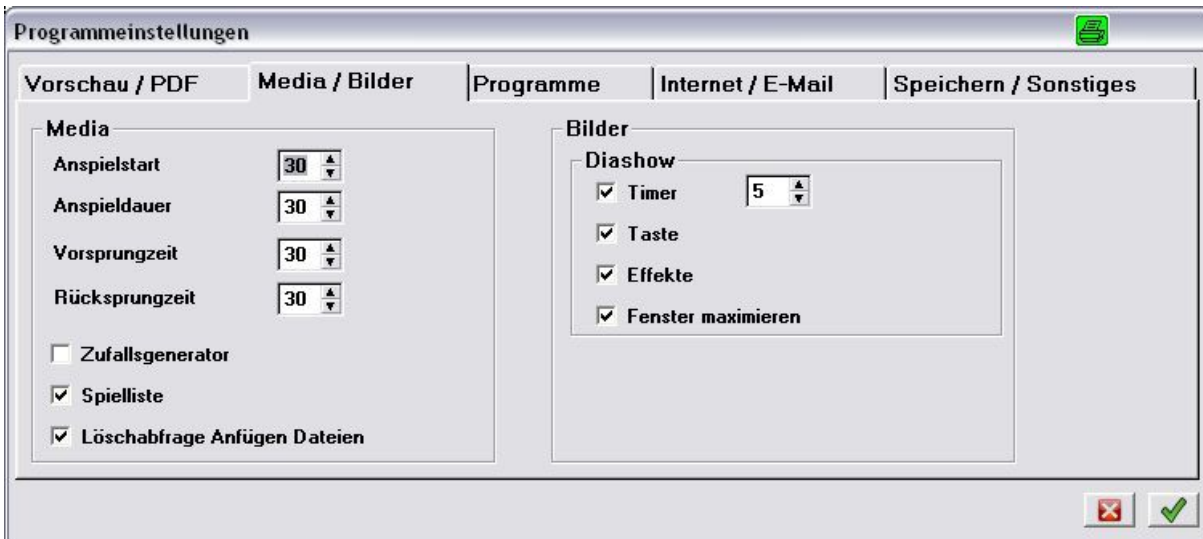 Programmeinstellungen
Vorschau / PDF
Media / Bilder
Programme
Internet / E-Mail
Speichern / Sonstiges
Media
Anspielstart 30
Anspieldauer 30
Vorsprungzeit 30
Rücksprungzeit 30
Zufallsgenerator
Spielliste
Löschabfrage Anfügen Dateien
Bilder
Diashow
Timer 5
Taste
Effekte
Fenster maximieren